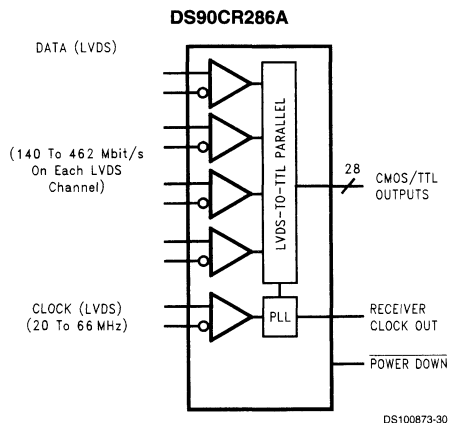 DS90CR286A
DATA (LVDS)
(140 To 462 Mbit/s
On Each LVDS
Channel)
LVDS-TO-TTL PARALLEL
28
CMOS/TTL
OUTPUTS
CLOCK (LVDS)
(20 To 66 MHz)
PLL
RECEIVER
CLOCK OUT
POWER DOWN
DS100873-30